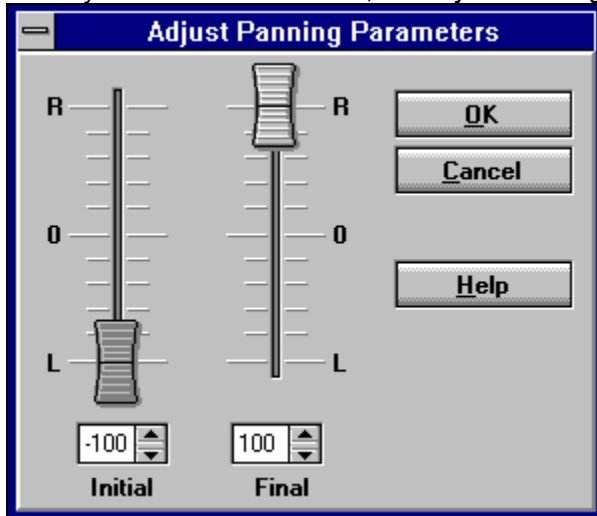 Adjust Panning Parameters
R R
OK
Cancel
0 0
Help
L L
-100 100
Initial Final